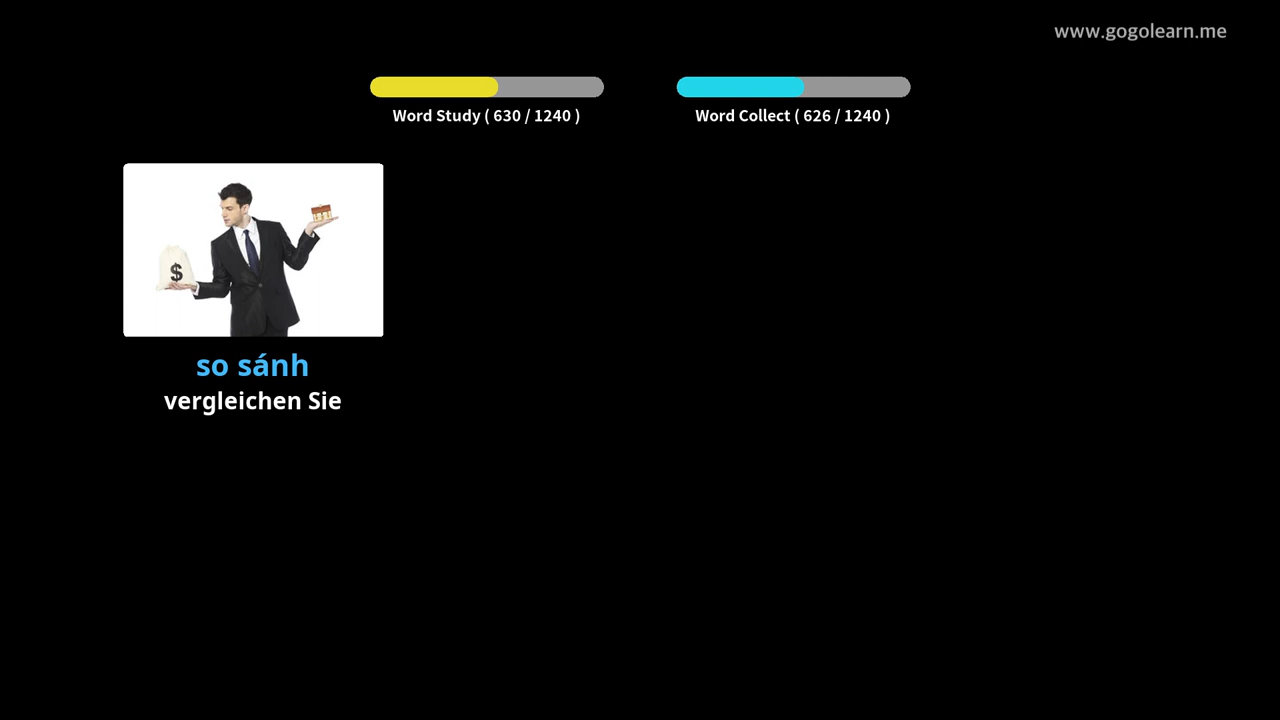 www.gogolearn.me
Word Study ( 630 / 1240 )
Word Collect ( 626 / 1240 )
$
so sánh
vergleichen Sie